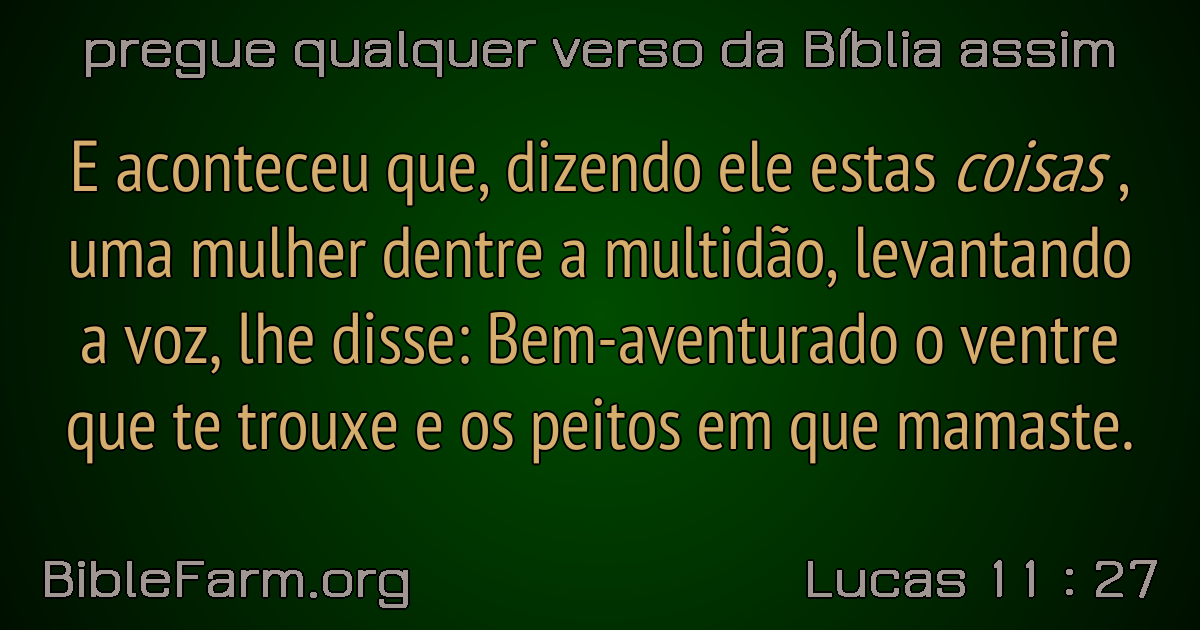 pregue qualquer verso da Bíblia assim
E aconteceu que, dizendo ele estas coisas ,
uma mulher dentre a multidão, levantando
a voz, lhe disse: Bem-aventurado o ventre
que te trouxe e os peitos em que mamaste.
BibleFarm.org
Lucas 11 : 27